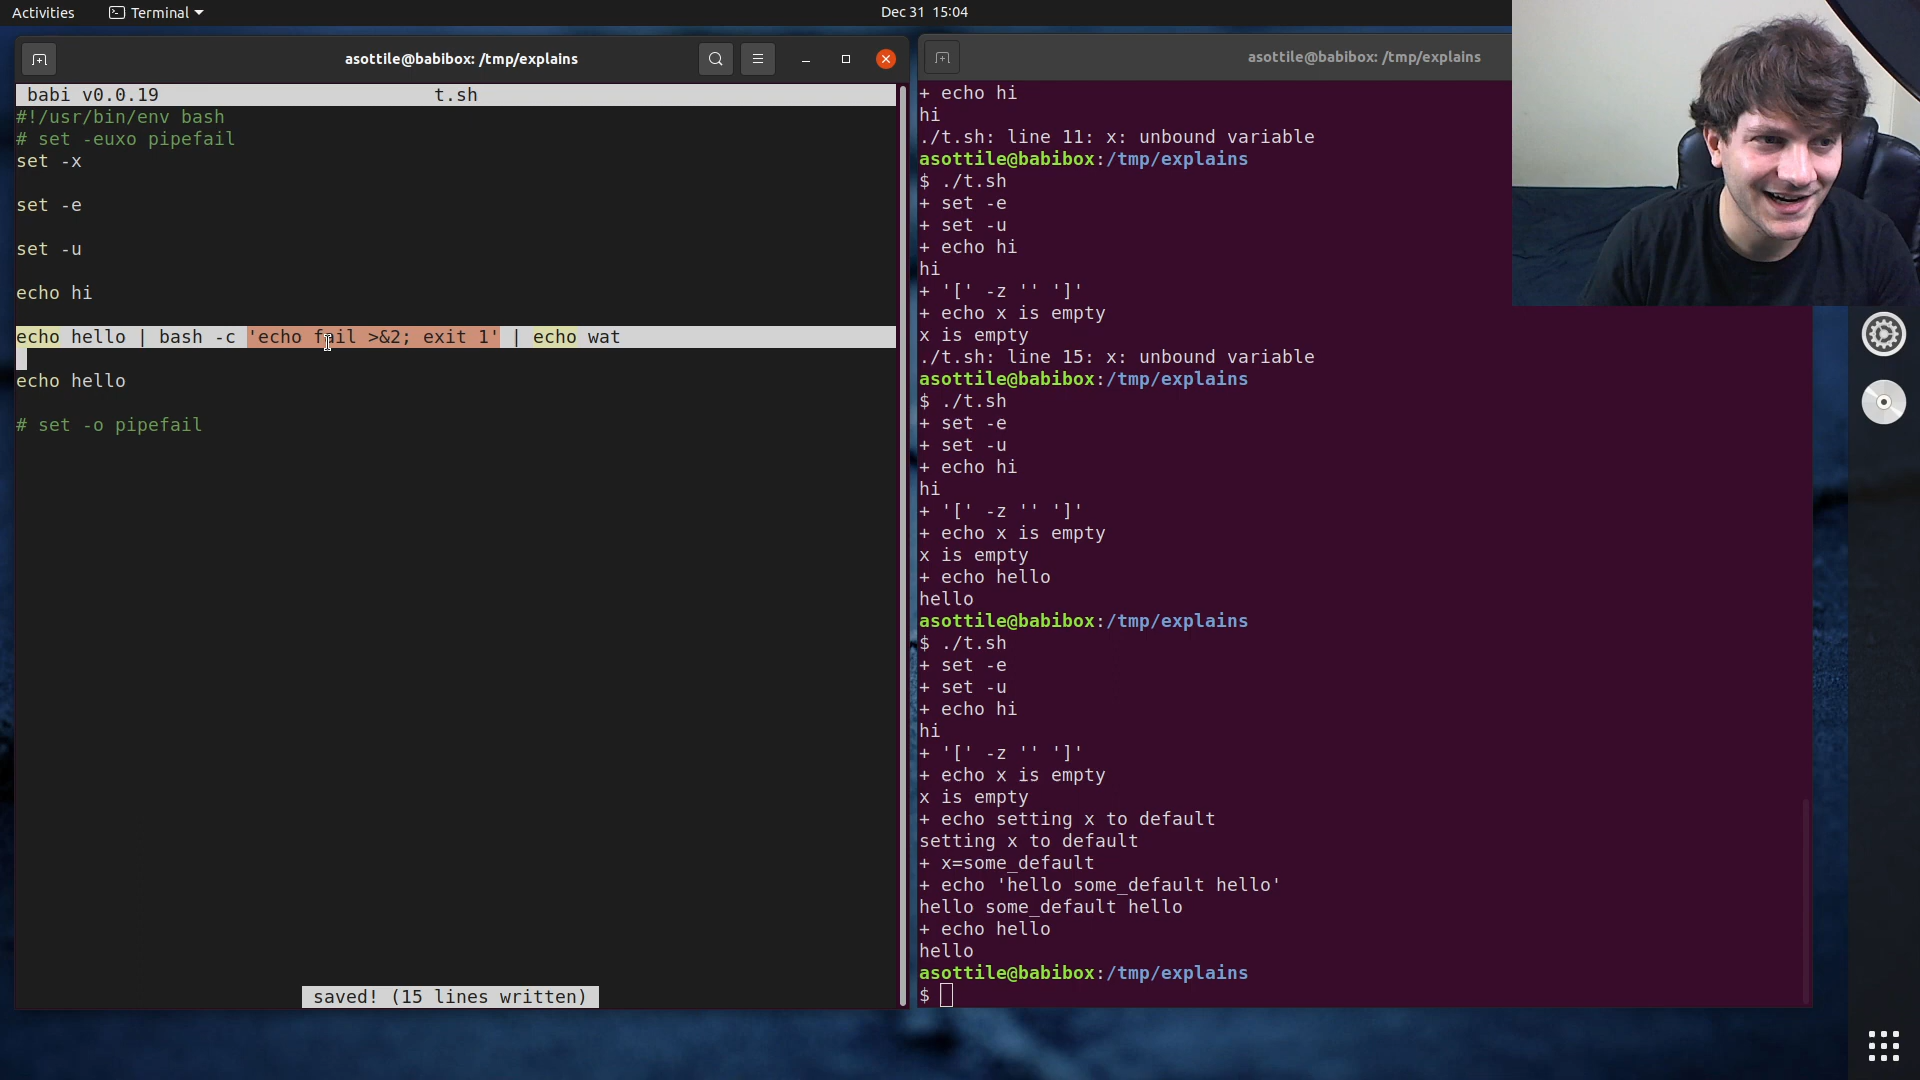 Activities
Terminal
Dec 31 15:04
asottile@babibox: /tmp/explains
babi v0.0.19 t.sh
#!/usr/bin/env bash
# set -euxo pipefail
set -x
set -e
set -u
echo hi
echo hello | bash -c 'echo fail >&2; exit 1' | echo wat
echo hello
# set -o pipefail
saved! (15 lines written)
asottile@babibox: /tmp/explains
+ echo hi
hi
./t.sh: line 11: x: unbound variable
asottile@babibox:/tmp/explains
$ ./t.sh
+ set -e
+ set -u
+ echo hi
hi
+ '[' -z '' ']'
+ echo x is empty
x is empty
./t.sh: line 15: x: unbound variable
asottile@babibox:/tmp/explains
$ ./t.sh
+ set -e
+ set -u
+ echo hi
hi
+ '[' -z '' ']'
+ echo x is empty
x is empty
+ echo hello
hello
asottile@babibox:/tmp/explains
$ ./t.sh
+ set -e
+ set -u
+ echo hi
hi
+ '[' -z '' ']'
+ echo x is empty
x is empty
+ echo setting x to default
setting x to default
+ x=some_default
+ echo 'hello some_default hello'
hello some_default hello
+ echo hello
hello
asottile@babibox:/tmp/explains
$